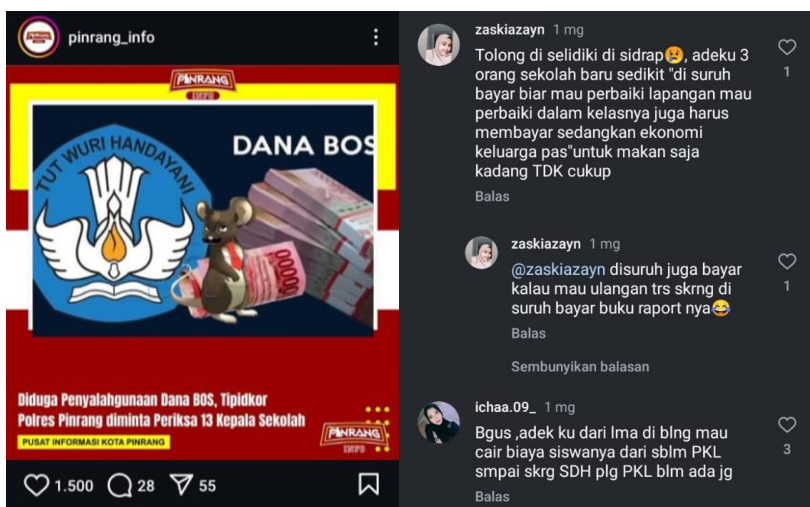 pinrang_info
PINRANG
INFO
TUT WURI HANDAYANI
DANA BOS
100000
Diduga Penyalahgunaan Dana BOS, Tipidkor
Polres Pinrang diminta Periksa 13 Kepala Sekolah
PUSAT INFORMASI KOTA PINRANG
PINRANG
INFO
1.500 28 55
zaskiazayn 1 mg
Tolong di selidiki di sidrap😢, adeku 3
orang sekolah baru sedikit "di suruh
bayar biar mau perbaiki lapangan mau
perbaiki dalam kelasnya juga harus
membayar sedangkan ekonomi
keluarga pas"untuk makan saja
kadang TDK cukup
1
Balas
zaskiazayn 1 mg
@zaskiazayn disuruh juga bayar
kalau mau ulangan trs skrng di
suruh bayar buku raport nya😂
1
Balas
Sembunyikan balasan
ichaa.09_ 1 mg
Bgus ,adek ku dari lma di blng mau
cair biaya siswanya dari sblm PKL
smpai skrg SDH plg PKL blm ada jg
3
Balas